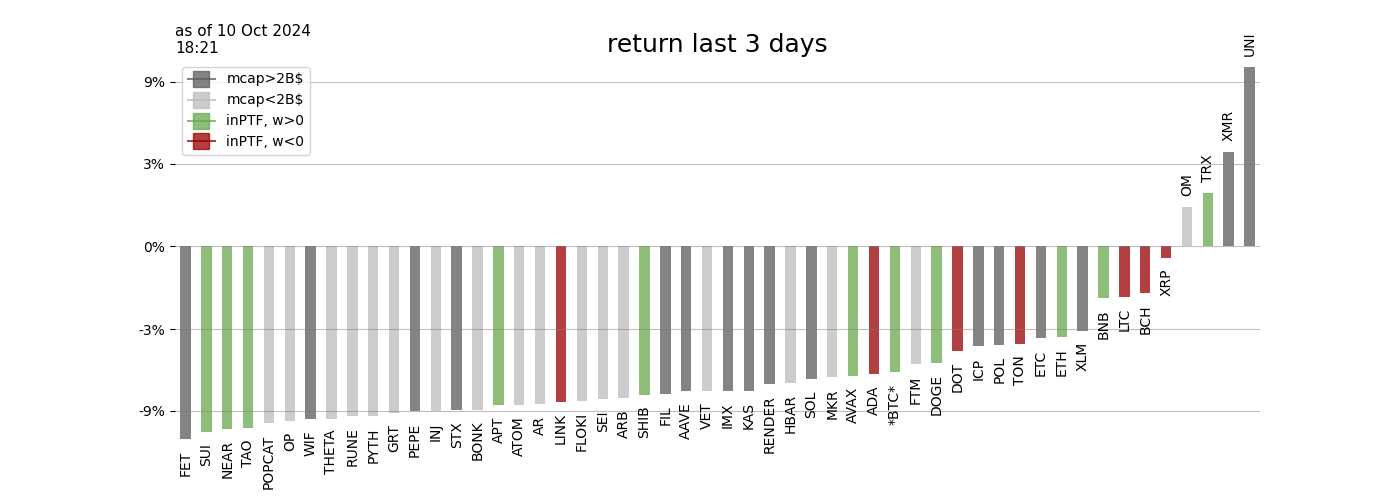 as of 10 Oct 2024
18:21
return last 3 days
mcap>2B$
mcap<2B$
inPTF, w>0
inPTF, w<0
9%
3%
0%
-3%
-9%
FET
SUI
NEAR
TAO
POPCAT
OP
WIF
THETA
RUNE
PYTH
GRT
PEPE
INJ
STX
BONK
APT
ATOM
AR
LINK
FLOKI
SEI
ARB
SHIB
FIL
AAVE
VET
IMX
KAS
RENDER
HBAR
SOL
MKR
AVAX
ADA
*BTC*
FTM
DOGE
DOT
ICP
POL
TON
ETC
ETH
XLM
BNB
LTC
BCH
XRP
OM
TRX
XMR
UNI